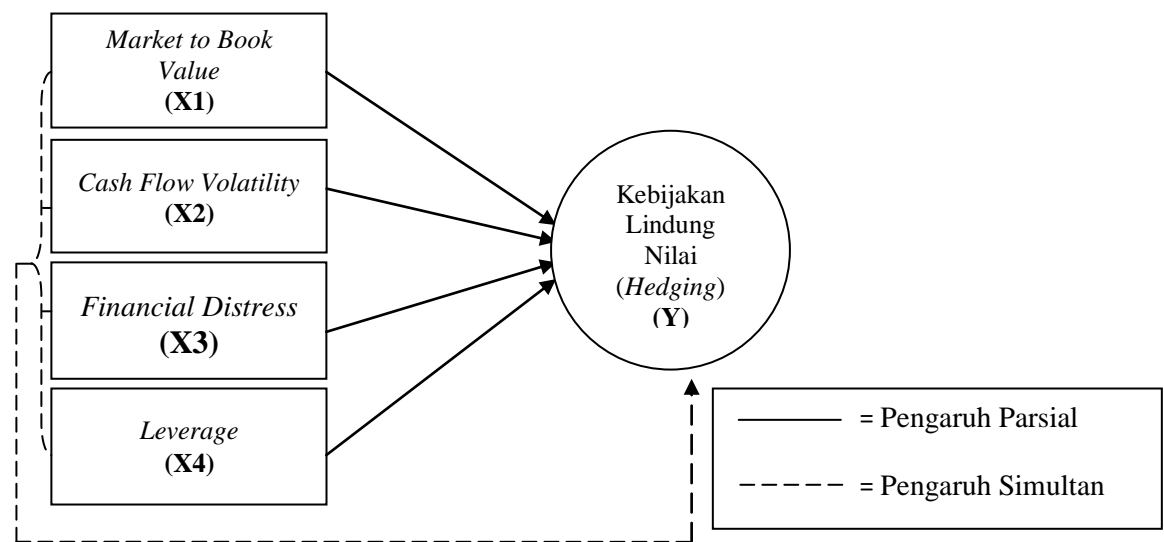 Market to Book
Value
(X1)
Cash Flow Volatility
(X2)
Financial Distress
(X3)
Leverage
(X4)
Kebijakan
Lindung
Nilai
(Hedging)
(Y)
= Pengaruh Parsial
= Pengaruh Simultan